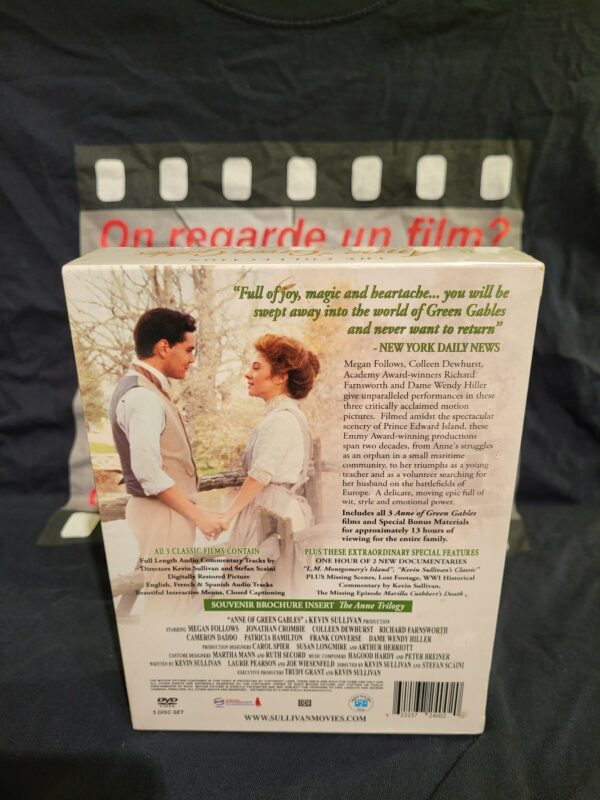 On regarde un film?
"Full of joy, magic and heartache... you will be
swept away into the world of Green Gables
and never want to return"
- NEW YORK DAILY NEWS
Megan Follows, Colleen Dewhurst,
Academy Award-winners Richard
Farnsworth and Dame Wendy Hiller
give unparalleled performances in these
three critically acclaimed motion
pictures. Filmed amidst the spectacular
scenery of Prince Edward Island, these
Emmy Award-winning productions
span two decades, from Anne's struggles
as an orphan in a small maritime
community, to her triumphs as a young
teacher and as a volunteer searching for
her husband on the battlefields of
Europe. A delicate, moving epic full of
wit, style and emotional power.
Includes all 3 Anne of Green Gables
films and Special Bonus Materials
for approximately 13 hours of
viewing for the entire family.
All 3 CLASSIC FILMS CONTAIN
Full Length Audio Commentary Tracks by
Directors Kevin Sullivan and Stefan Scaini
Digitally Restored Picture
English, French & Spanish Audio Tracks
Beautiful Interactive Menus, Closed Captioning
PLUS THESE EXTRAORDINARY SPECIAL FEATURES
ONE HOUR OF 2 NEW DOCUMENTARIES
"L.M. Montgomery's Island", "Kevin Sullivan's Classic"
PLUS Missing Scenes, Lost Footage, WW1 Historical
Commentary by Kevin Sullivan,
The Missing Episode Marilla Cuthbert's Death
SOUVENIR BROCHURE INSERT The Anne Trilogy
"ANNE OF GREEN GABLES" A KEVIN SULLIVAN PRODUCTION
STARRING MEGAN FOLLOWS JONATHAN CROMBIE COLLEEN DEWHURST RICHARD FARNSWORTH
CAMERON DADDO PATRICIA HAMILTON FRANK CONVERSE DAME WENDY HILLER
PRODUCTION DESIGNERS CAROL SPIER SUSAN LONGMIRE AND ARTHUR HERRIOTT
COSTUME DESIGNERS MARTHA MANN AND RUTH SECORD MUSIC COMPOSERS HAGOOD HARDY AND PETER BREINER
WRITTEN BY KEVIN SULLIVAN LAURIE PEARSON AND JOE WIESENFELD DIRECTED BY KEVIN SULLIVAN AND STEFAN SCAINI
EXECUTIVE PRODUCERS TRUDY GRANT AND KEVIN SULLIVAN
DVD
VIDEO
5 DISC SET
WWW.SULLIVANMOVIES.COM